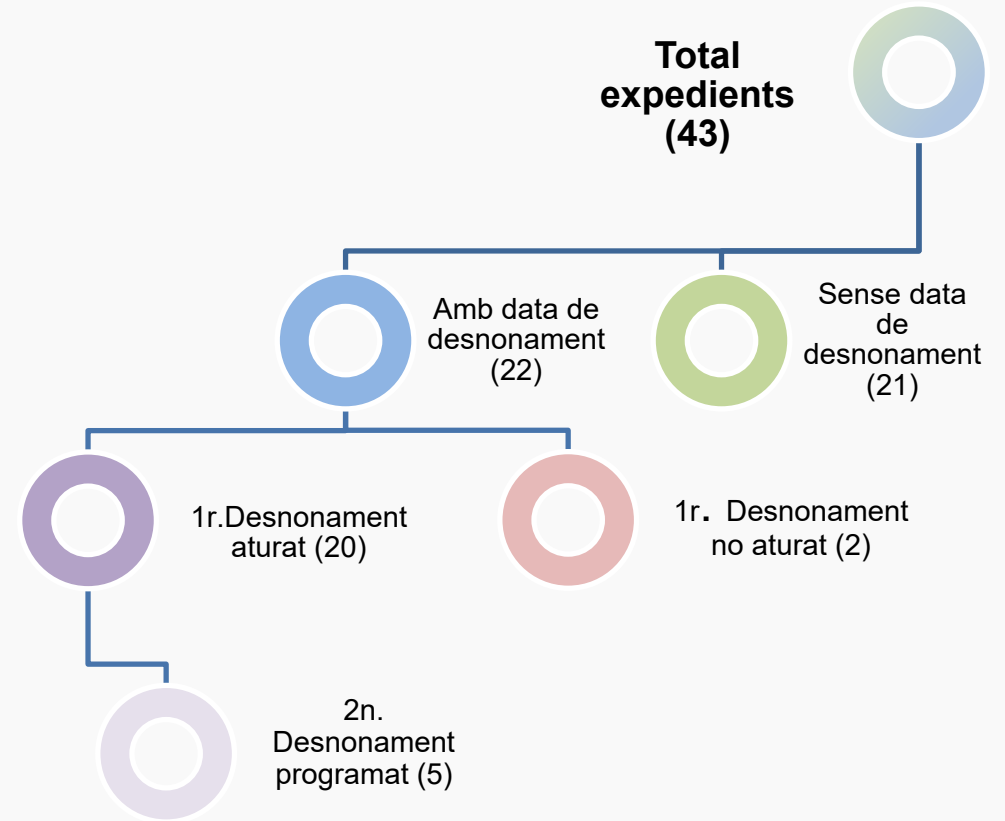 Total
expedients
(43)
Amb data de
desnonament
(22)
Sense data
de
desnonament
(21)
1r.Desnonament
aturat (20)
1r. Desnonament
no aturat (2)
2n.
Desnonament
programat (5)